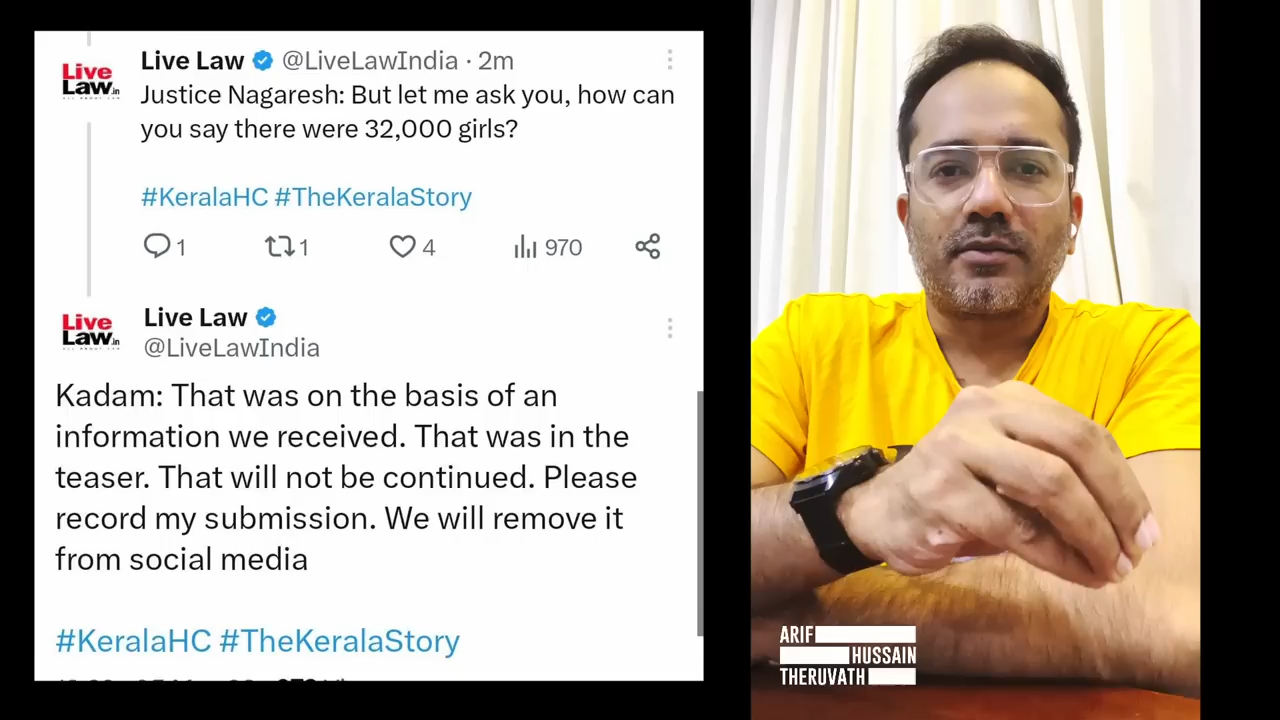 Live Law @LiveLawIndia · 2m
Live
Law.in
Justice Nagaresh: But let me ask you, how can
you say there were 32,000 girls?
#KeralaHC #TheKeralaStory
1 1 4 970
Live Law
Live
Law.in
@LiveLawIndia
Kadam: That was on the basis of an
information we received. That was in the
teaser. That will not be continued. Please
record my submission. We will remove it
from social media
#KeralaHC #TheKeralaStory
ARIF
HUSSAIN
THERUVATH